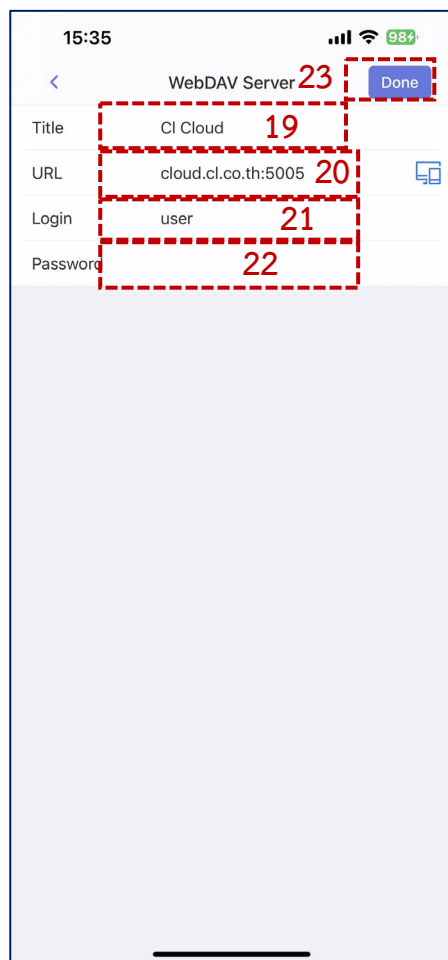 15:35 98
WebDAV Server 23 Done
Title Cl Cloud 19
URL cloud.cl.co.th:5005 20
Login user 21
Password 22